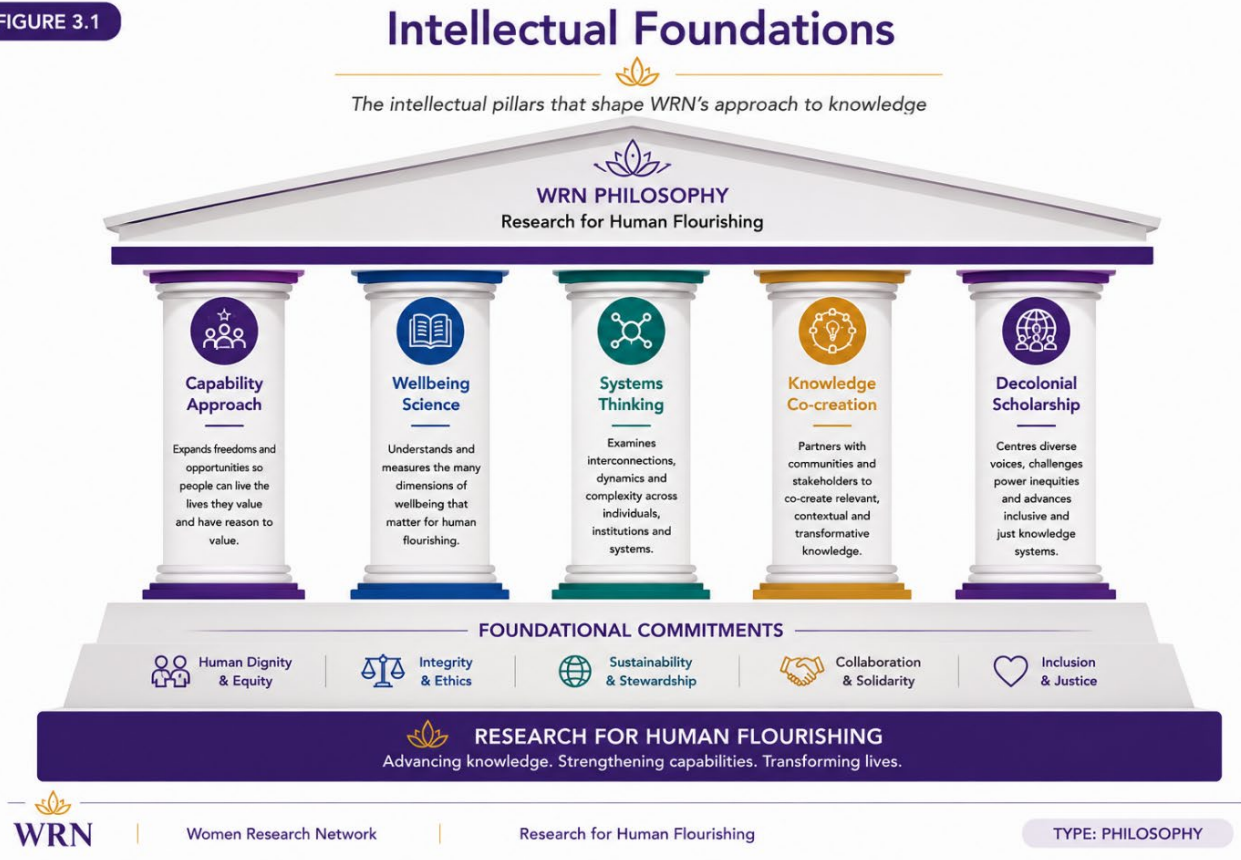 FIGURE 3.1
Intellectual Foundations
The intellectual pillars that shape WRN's approach to knowledge
WRN PHILOSOPHY
Research for Human Flourishing
Capability
Approach
Expands freedoms and
opportunities so
people can live the
lives they value
and have reason to
value.
Wellbeing
Science
Understands and
measures the many
dimensions of
wellbeing that
matter for human
flourishing.
Systems
Thinking
Examines
interconnections,
dynamics and
complexity across
individuals,
institutions and
systems.
Knowledge
Co-creation
Partners with
communities and
stakeholders to
co-create relevant,
contextual and
transformative
knowledge.
Decolonial
Scholarship
Centres diverse
voices, challenges
power inequities
and advances
inclusive and
just knowledge
systems.
FOUNDATIONAL COMMITMENTS
Human Dignity
& Equity
Integrity
& Ethics
Sustainability
& Stewardship
Collaboration
& Solidarity
Inclusion
& Justice
RESEARCH FOR HUMAN FLOURISHING
Advancing knowledge. Strengthening capabilities. Transforming lives.
WRN
Women Research Network
Research for Human Flourishing
TYPE: PHILOSOPHY